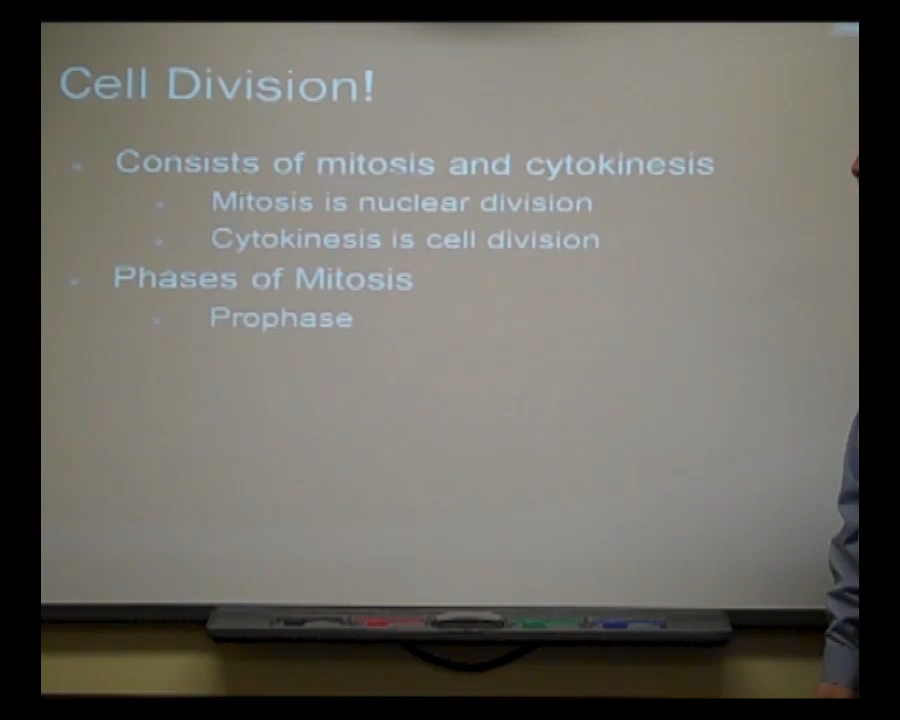 Cell Division!
Consists of mitosis and cytokinesis
Mitosis is nuclear division
Cytokinesis is cell division
Phases of Mitosis
Prophase